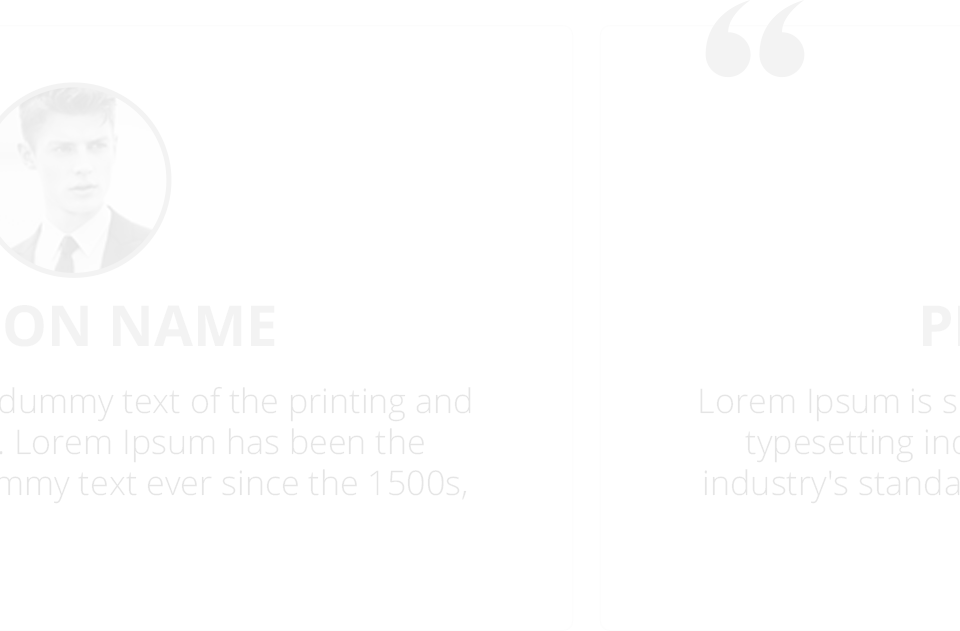 “
ON NAME
dummy text of the printing and
. Lorem Ipsum has been the
mmy text ever since the 1500s,
P
Lorem Ipsum is s
typesetting ind
industry's standa